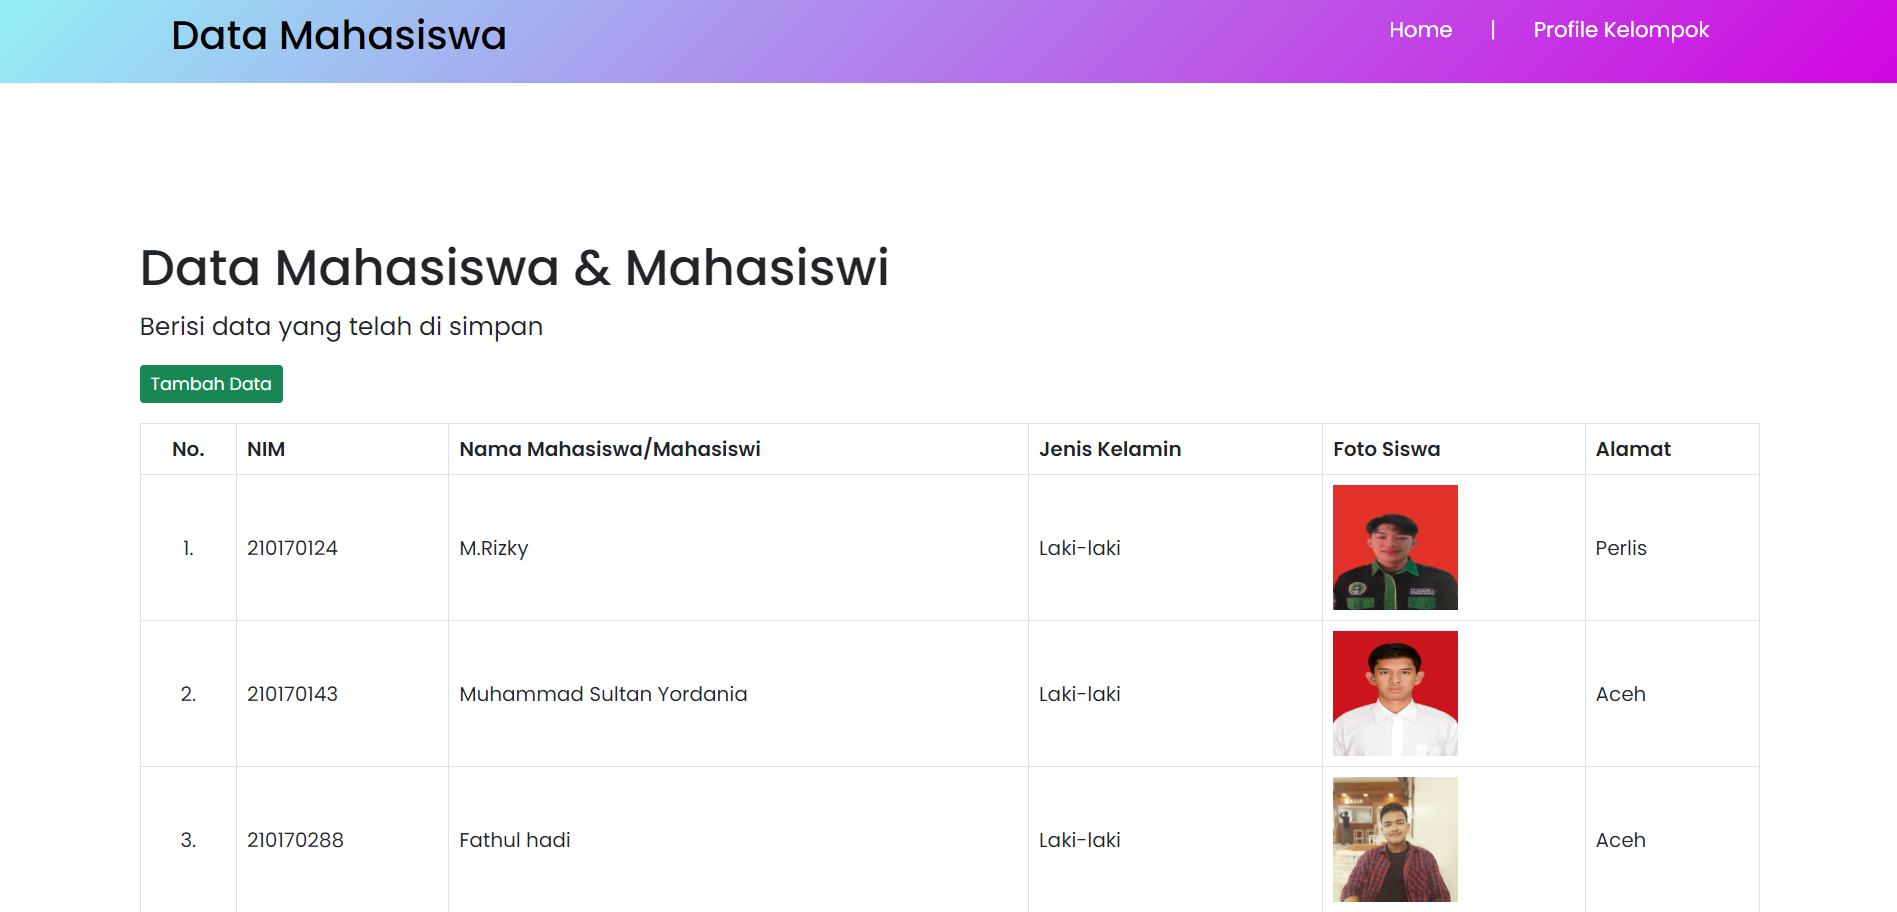 Data Mahasiswa
Home | Profile Kelompok
Data Mahasiswa & Mahasiswi
Berisi data yang telah di simpan
Tambah Data
No. NIM Nama Mahasiswa/Mahasiswi Jenis Kelamin Foto Siswa Alamat
1. 210170124 M.Rizky Laki-laki Perlis
2. 210170143 Muhammad Sultan Yordania Laki-laki Aceh
3. 210170288 Fathul hadi Laki-laki Aceh